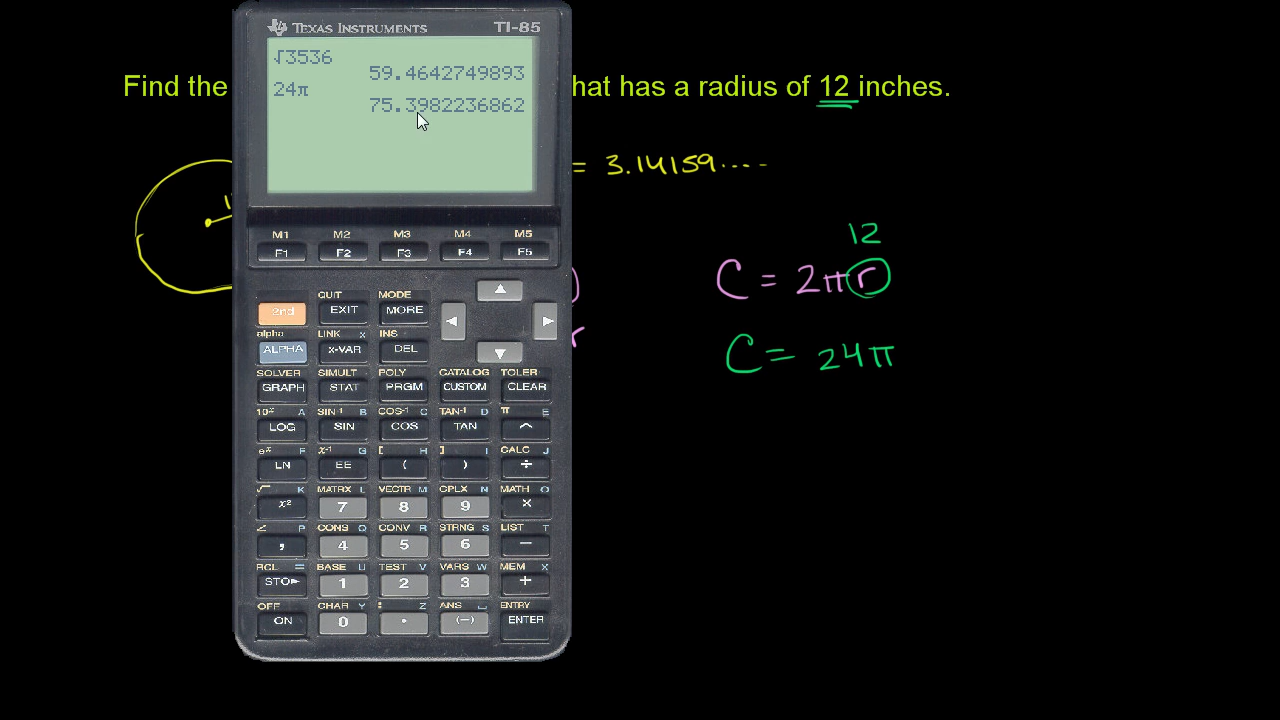 TEXAS INSTRUMENTS TI-85
√3536
59.4642749893
24π
75.3982236862
Find the hat has a radius of 12 inches.
= 3.14159....
12
C = 2πr
C = 24π
r
M1 M2 M3 M4 M5
F1 F2 F3 F4 F5
QUIT MODE
2nd EXIT MORE
alpha LINK x INS
ALPHA x-VAR DEL
SOLVER SIMULT POLY CATALOG TOLER
GRAPH STAT PRGM CUSTOM CLEAR
10ˣ A SIN⁻¹ B COS⁻¹ C TAN⁻¹ D π E
LOG SIN COS TAN ^
eˣ F x⁻¹ G [ H ] I CALC J
LN EE ( ) ÷
√ K MATRX L VECTR M CPLX N MATH O
x² 7 8 9 ×
∠ P CONS Q CONV R STRNG S LIST T
, 4 5 6 −
RCL = BASE U TEST V VARS W MEM X
STO► 1 2 3 +
OFF CHAR Y : Z ANS ␣ ENTRY
ON 0 . (−) ENTER